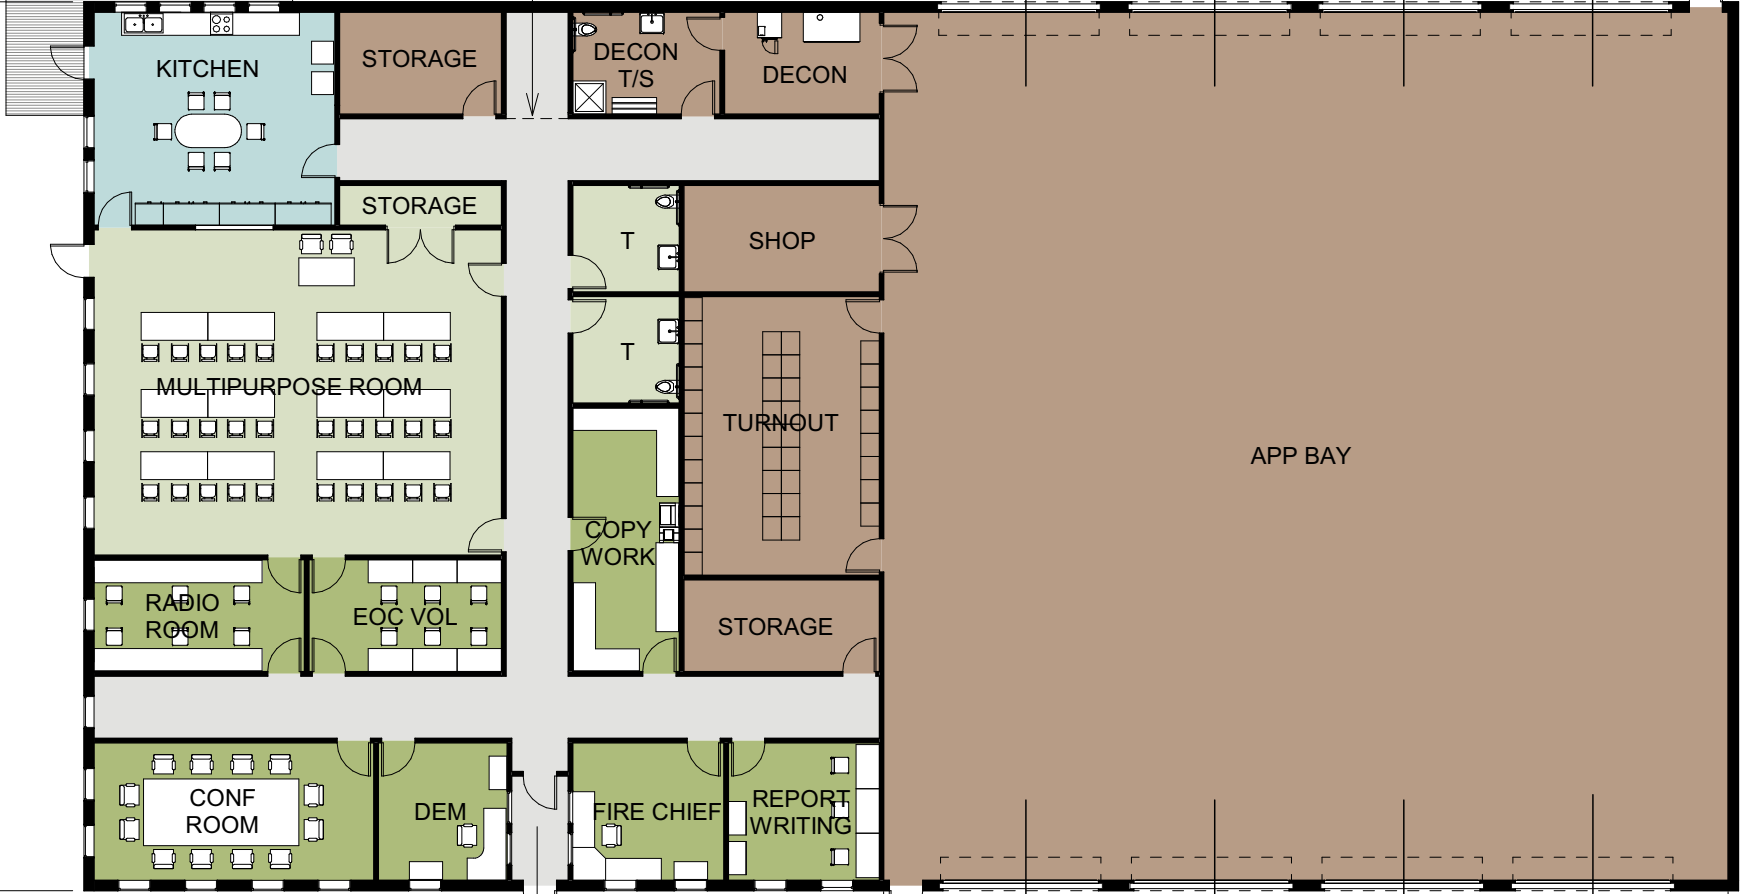 KITCHEN
STORAGE
DECON
T/S
DECON
STORAGE
T
SHOP
T
MULTIPURPOSE ROOM
TURNOUT
APP BAY
COPY
WORK
RADIO
ROOM
EOC VOL
STORAGE
CONF
ROOM
DEM
FIRE CHIEF
REPORT
WRITING